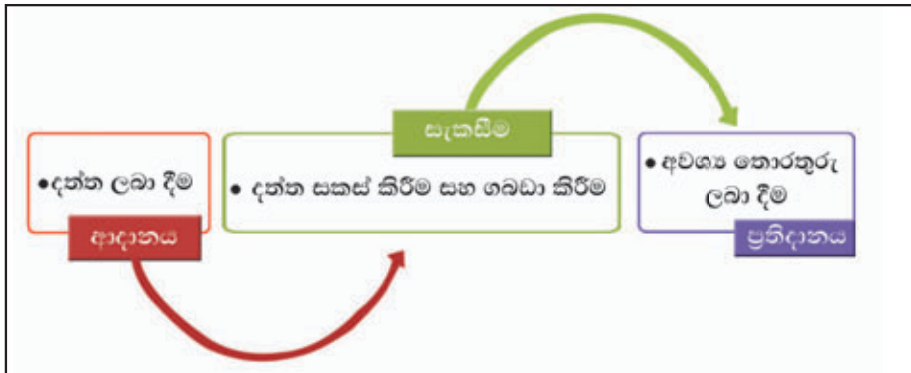 • දත්ත ලබා දීම
ආදානය
සැකසීම
• දත්ත සකස් කිරීම සහ ගබඩා කිරීම
• අවශ්‍ය තොරතුරු
ලබා දීම
ප්‍රතිදානය